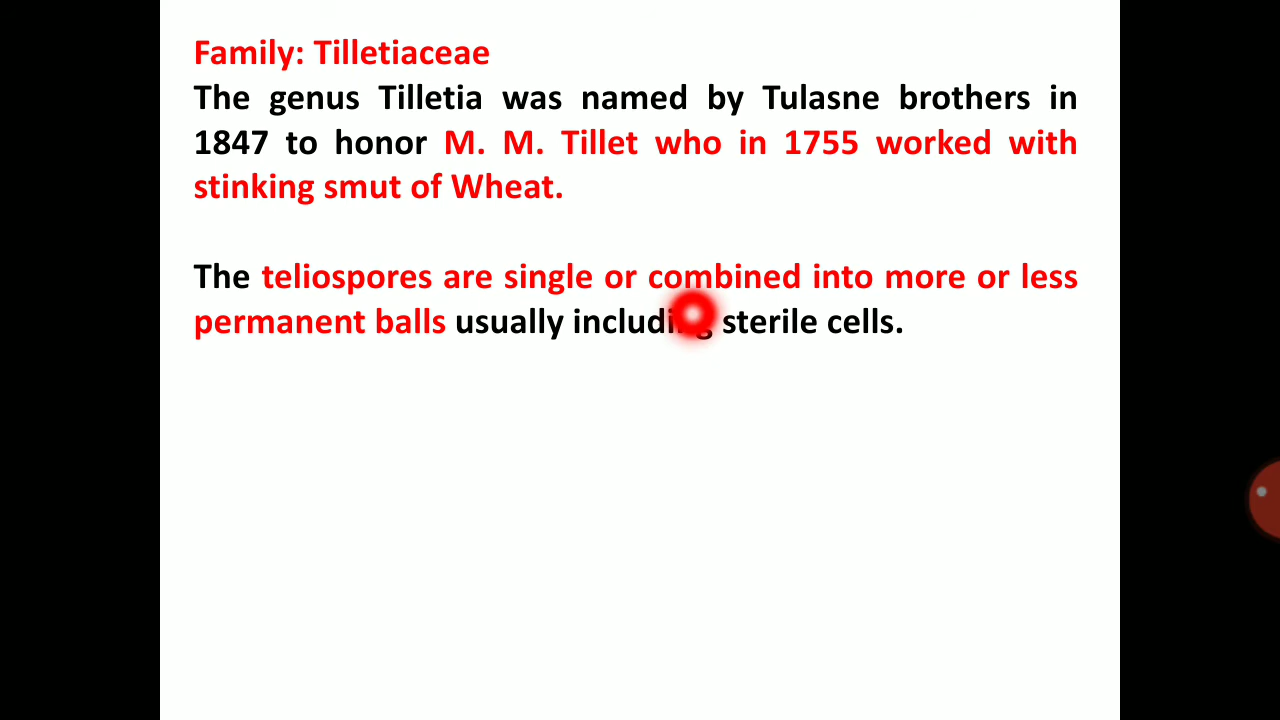 Family: Tilletiaceae
The genus Tilletia was named by Tulasne brothers in
1847 to honor M. M. Tillet who in 1755 worked with
stinking smut of Wheat.
The teliospores are single or combined into more or less
permanent balls usually including sterile cells.